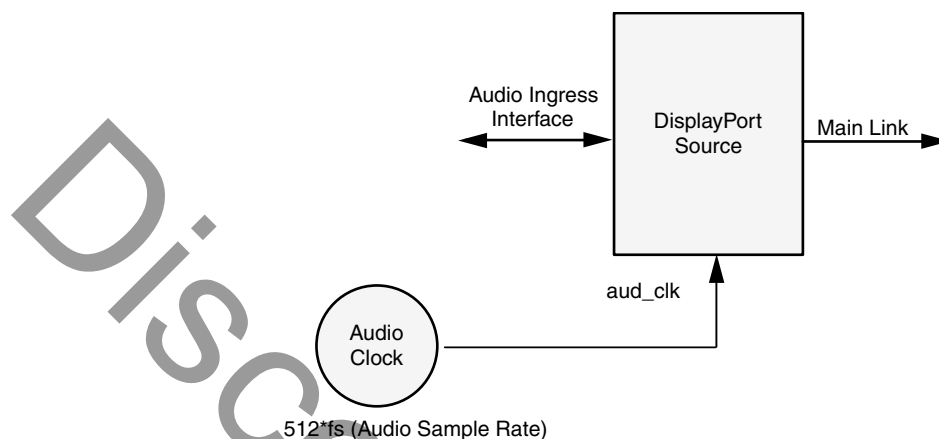 Audio Ingress
Interface
DisplayPort
Source
Main Link
aud_clk
Audio
Clock
512*fs (Audio Sample Rate)
Disc